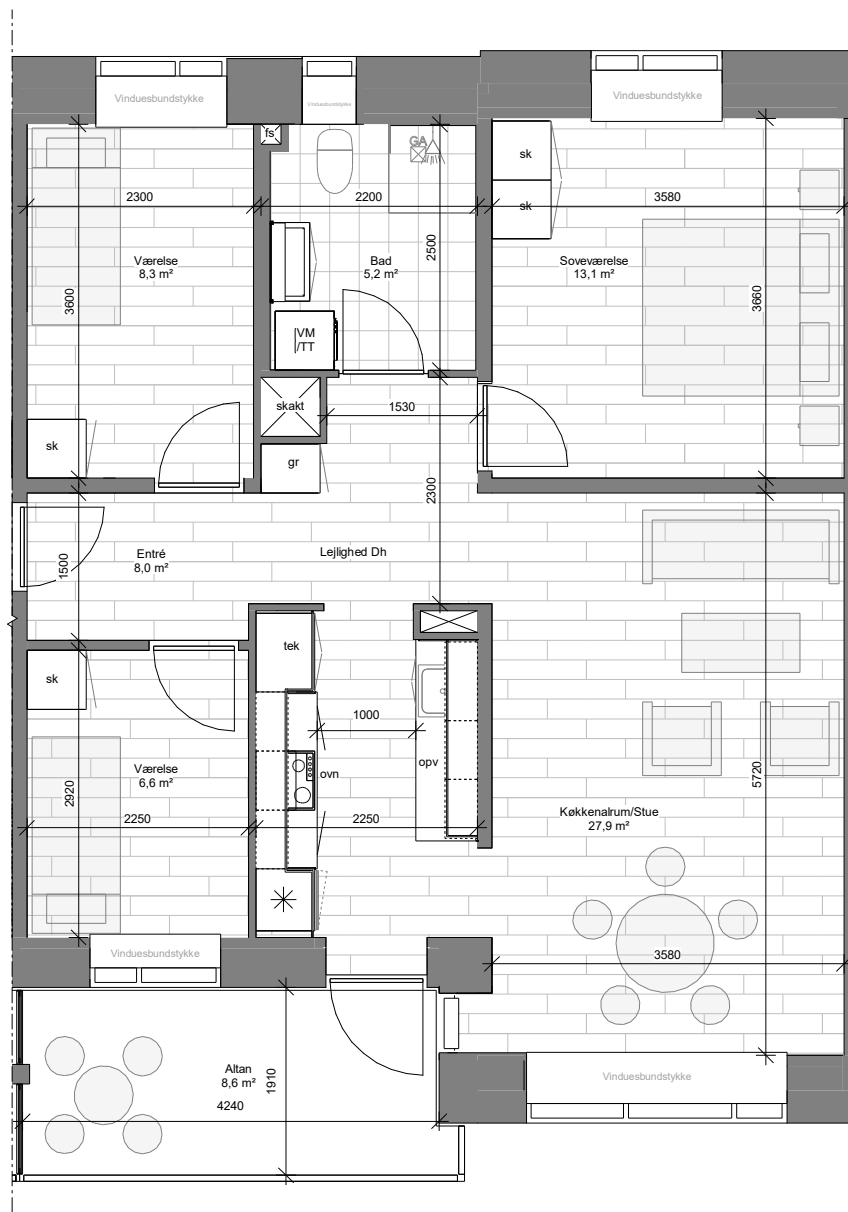 Vinduesbundstykke
Vinduesbundstykke
Vinduesbundstykke
fs
GA
sk
sk
2300
2200
3580
2500
Værelse
8,3 m²
Bad
5,2 m²
Soveværelse
13,1 m²
3600
3660
VM
/TT
skakt
1530
sk
gr
2300
Entré
8,0 m²
Lejlighed Dh
1500
tek
sk
1000
5720
Værelse
6,6 m²
ovn
opv
2920
2250
2250
Køkkenalrum/Stue
27,9 m²
Vinduesbundstykke
3580
Altan
8,6 m²
1910
4240
Vinduesbundstykke